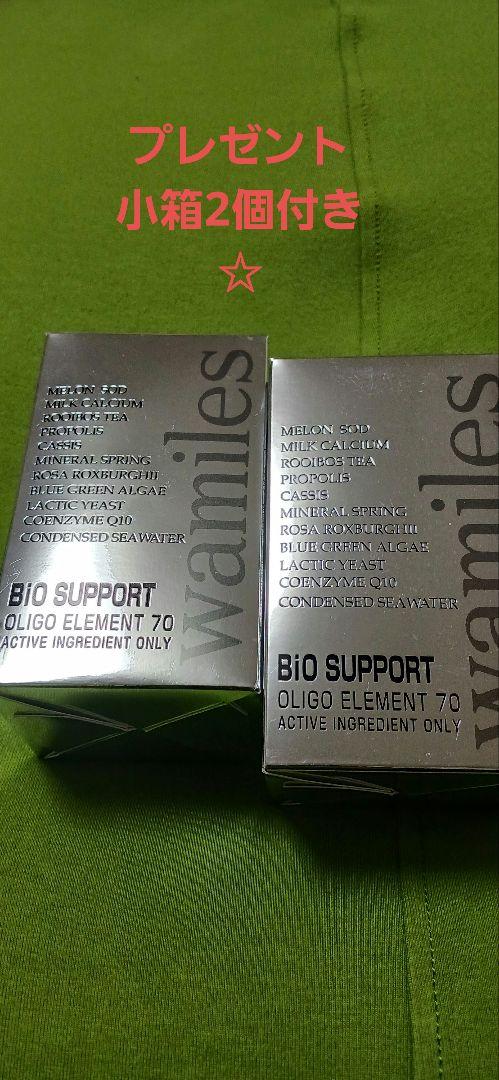 プレゼント
小箱2個付き
☆
MELON SOD
MILK CALCIUM
ROOIBOS TEA
PROPOLIS
CASSIS
MINERAL SPRING
ROSA ROXBURGHII
BLUE GREEN ALGAE
LACTIC YEAST
COENZYME Q10
CONDENSED SEAWATER
wamiles
BiO SUPPORT
OLIGO ELEMENT 70
ACTIVE INGREDIENT ONLY
MELON SOD
MILK CALCIUM
ROOIBOS TEA
PROPOLIS
CASSIS
MINERAL SPRING
ROSA ROXBURGHII
BLUE GREEN ALGAE
LACTIC YEAST
COENZYME Q10
CONDENSED SEAWATER
wamiles
BiO SUPPORT
OLIGO ELEMENT 70
ACTIVE INGREDIENT ONLY